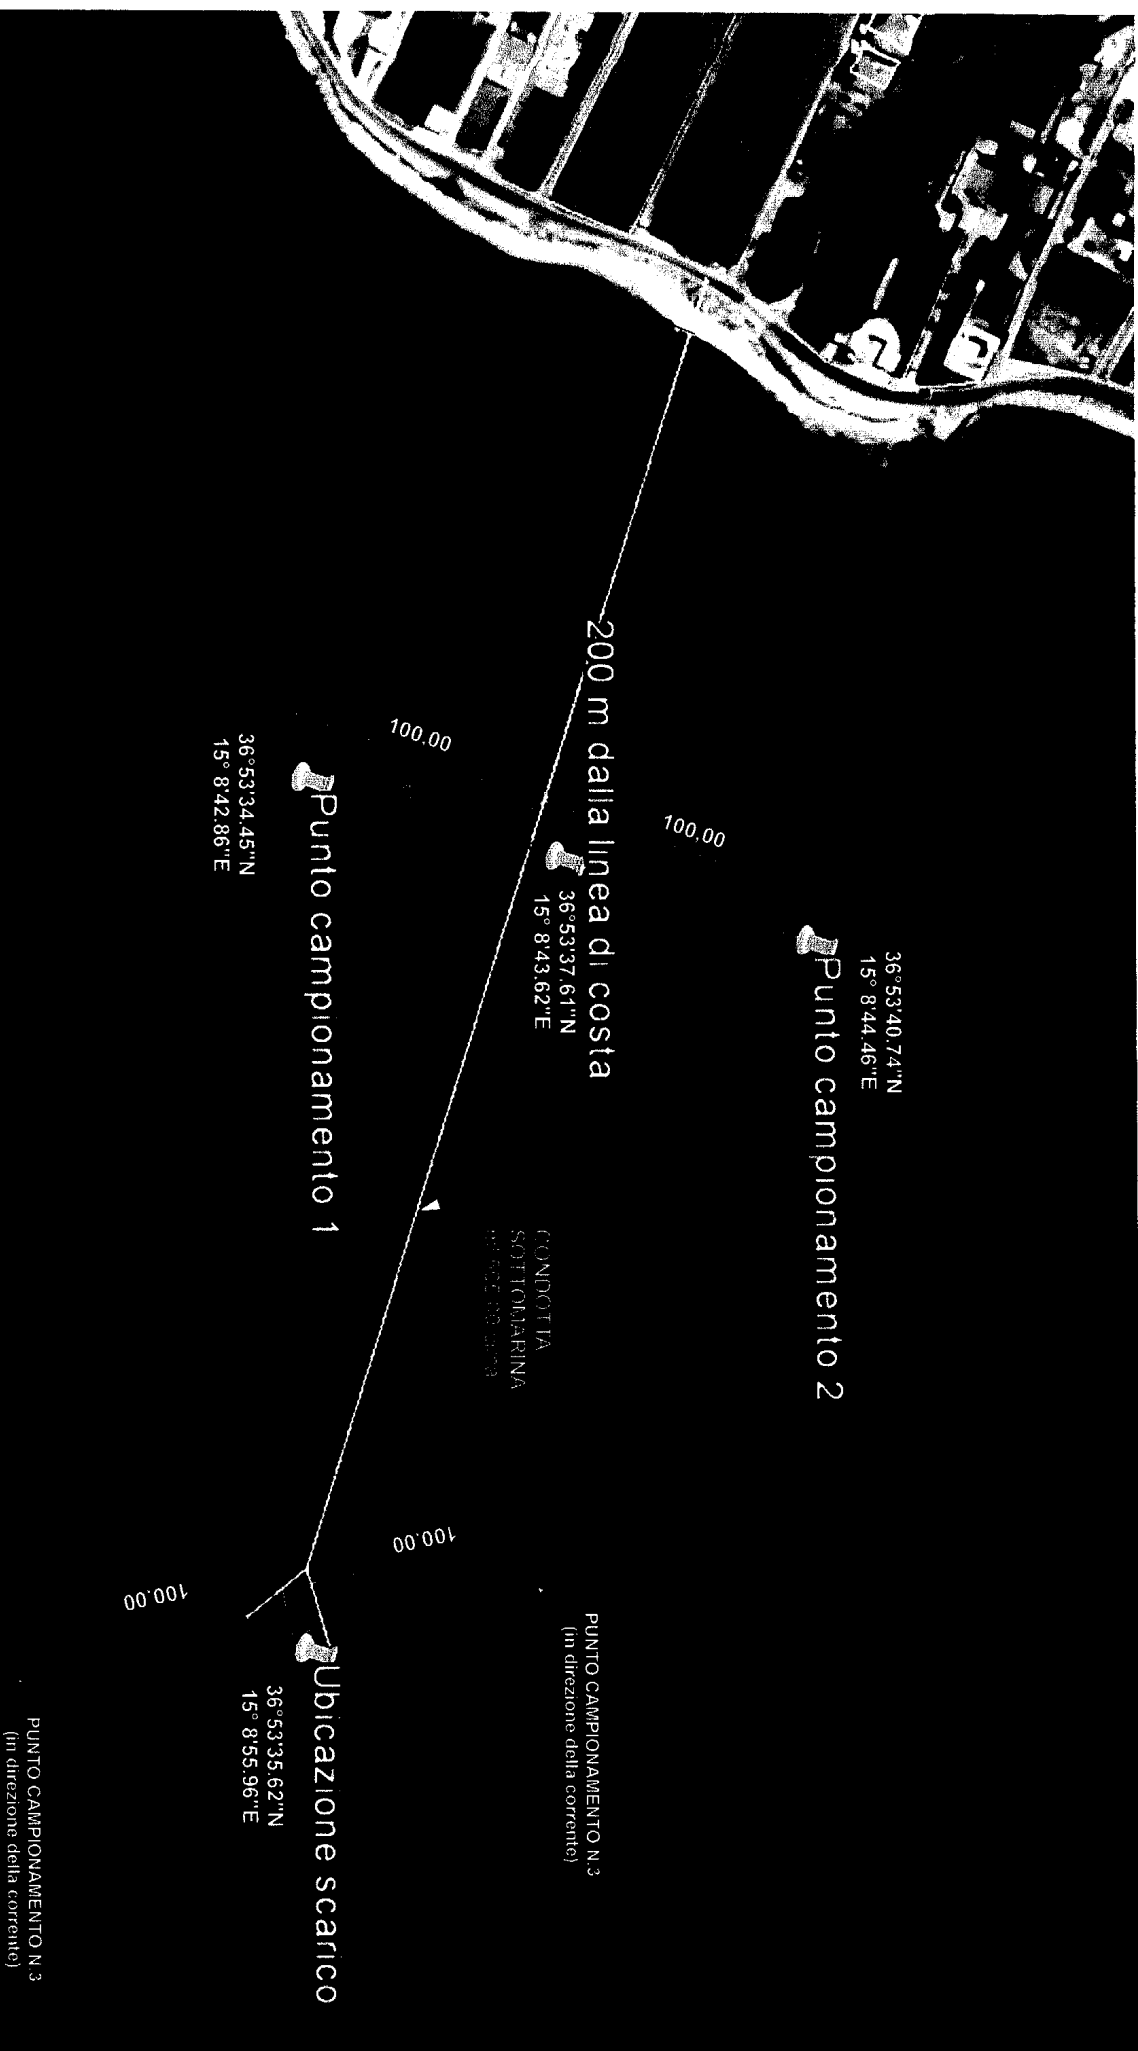 36°53'40.74"N
15° 8'44.46"E
Punto campionamento 2
100,00
200 m dalla linea di costa
36°53'37.61"N
15° 8'43.62"E
CONDOTTA
SOTTOMARINA
100,00
Punto campionamento 1
36°53'34.45"N
15° 8'42.86"E
PUNTO CAMPIONAMENTO N.3
(in direzione della corrente)
100.00
Ubicazione scarico
36°53'35.62"N
15° 8'55.96"E
100.00
PUNTO CAMPIONAMENTO N.3
(in direzione della corrente)